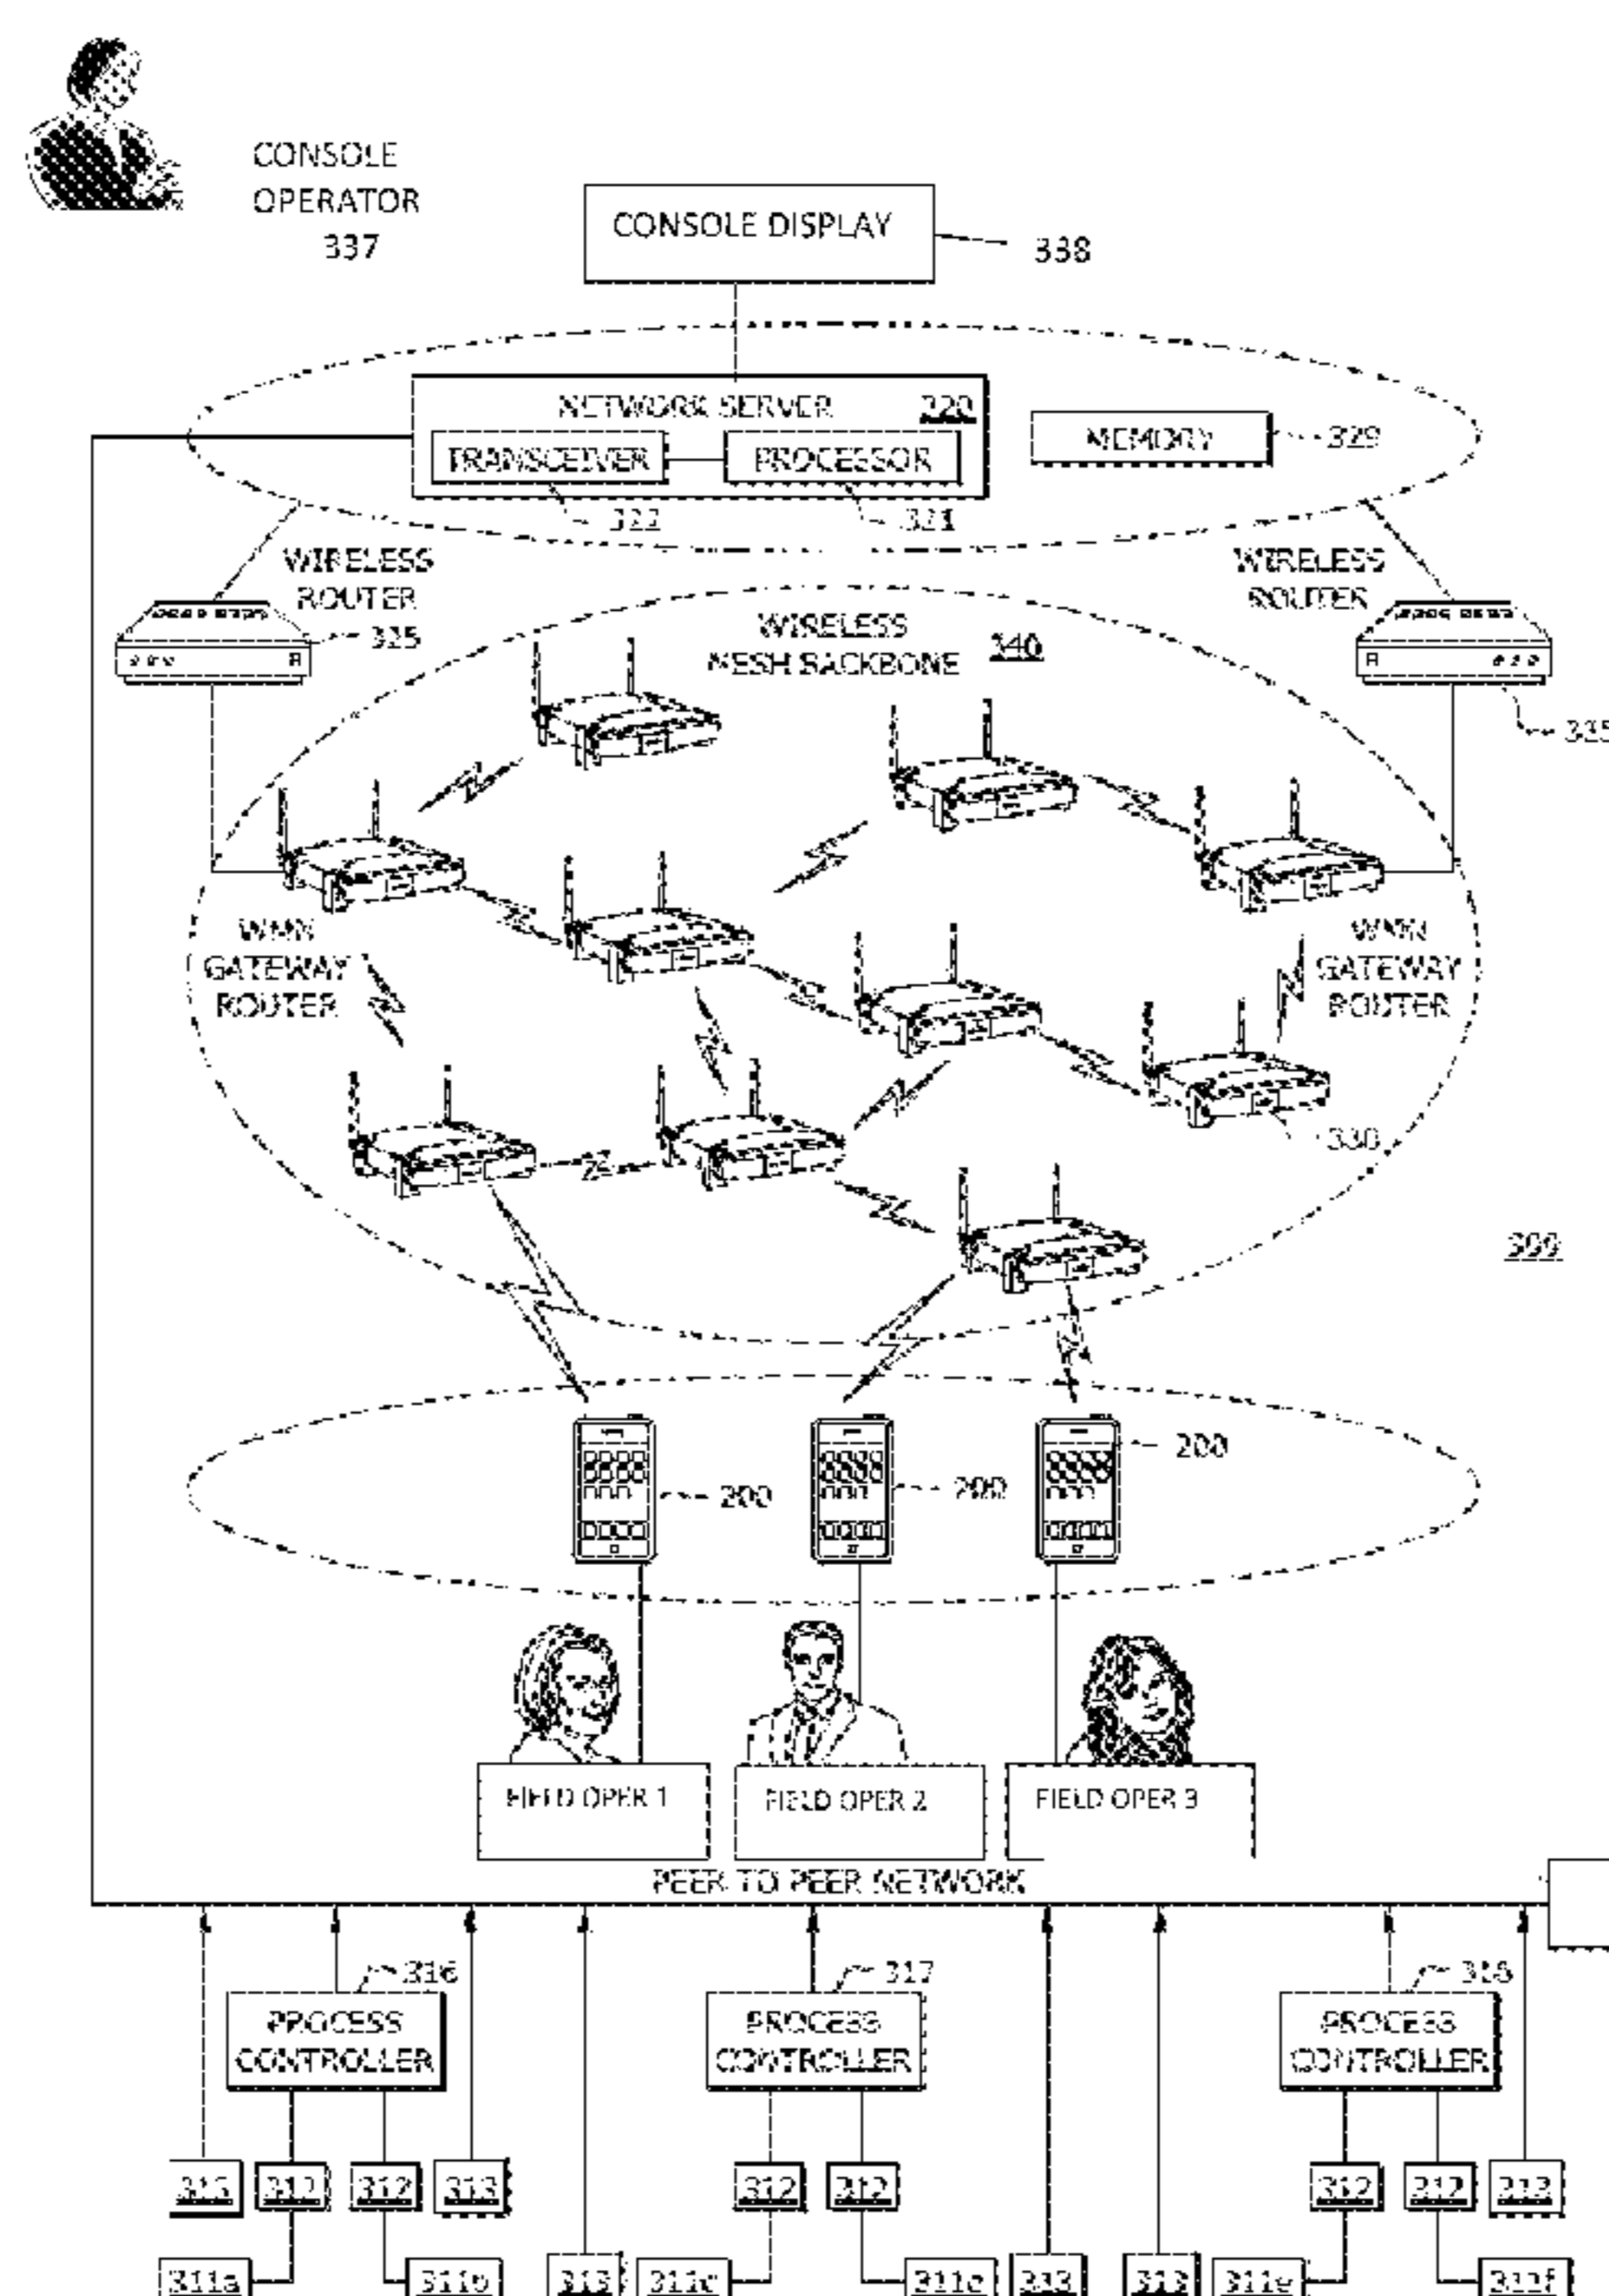 CONSOLE
OPERATOR
337
CONSOLE DISPLAY
338
NETWORK SERVER 320
TRANSCEIVER
PROCESSOR
MEMORY
329
322
321
WIRELESS
ROUTER
335
WIRELESS
ROUTER
335
WIRELESS
MESH BACKBONE
340
WMN
GATEWAY
ROUTER
WMN
GATEWAY
ROUTER
330
200
200
200
FIELD OPER 1
FIELD OPER 2
FIELD OPER 3
PEER TO PEER NETWORK
316
317
318
PROCESS
CONTROLLER
PROCESS
CONTROLLER
PROCESS
CONTROLLER
313
312
312
313
312
312
312
312
313
311a
311b
313
311c
313
313
311e
311f